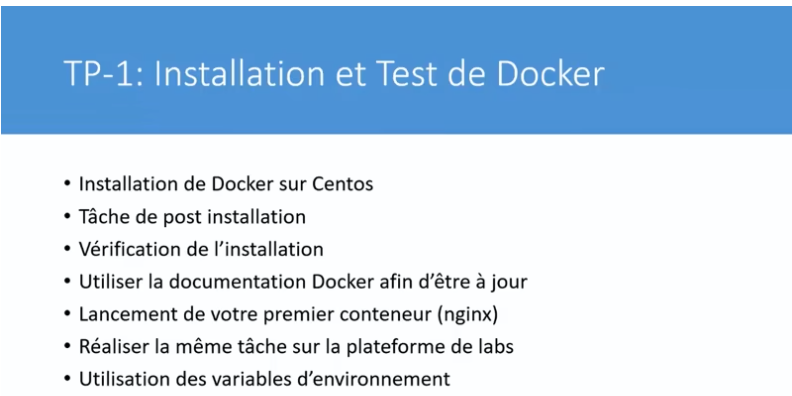 TP-1: Installation et Test de Docker
• Installation de Docker sur Centos
• Tâche de post installation
• Vérification de l’installation
• Utiliser la documentation Docker afin d’être à jour
• Lancement de votre premier conteneur (nginx)
• Réaliser la même tâche sur la plateforme de labs
• Utilisation des variables d’environnement